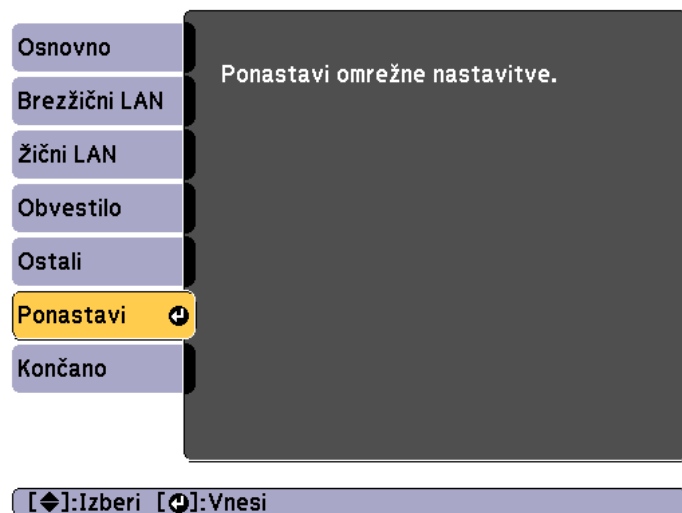 Osnovno
Brezžični LAN
Žični LAN
Obvestilo
Ostali
Ponastavi
Končano
Ponastavi omrežne nastavitve.
[◆]:Izberi [⏎]:Vnesi